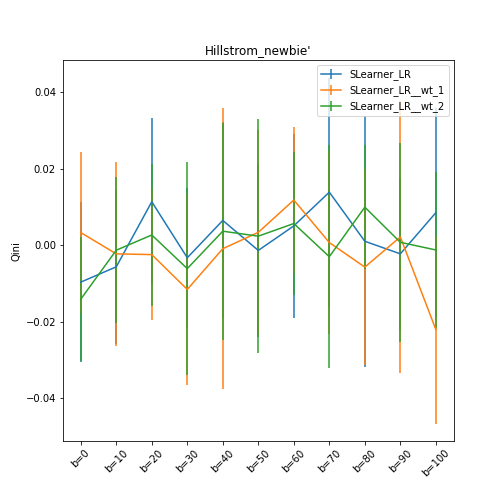 Hillstrom_newbie'
SLearner_LR
SLearner_LR__wt_1
SLearner_LR__wt_2
Qini
0.04
0.02
0.00
−0.02
−0.04
b=0
b=10
b=20
b=30
b=40
b=50
b=60
b=70
b=80
b=90
b=100